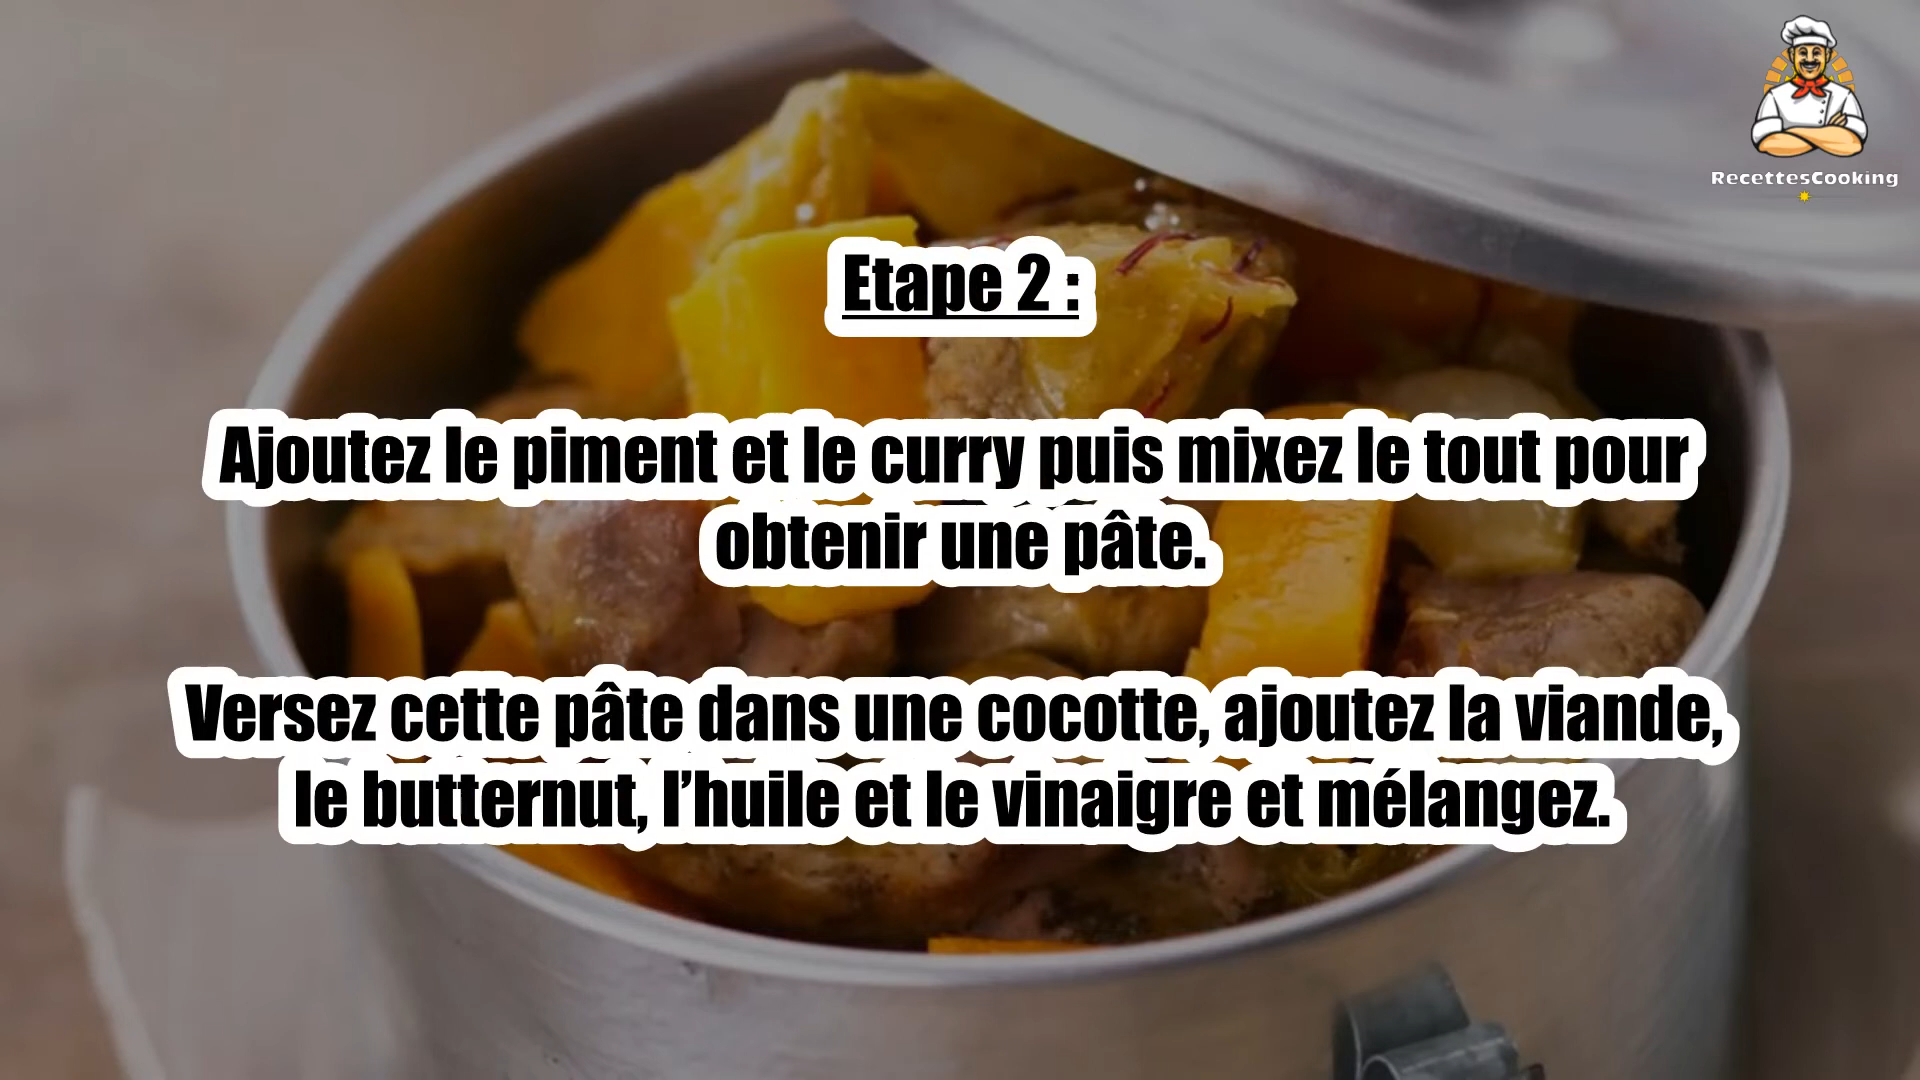 RecettesCooking
Etape 2 :
Ajoutez le piment et le curry puis mixez le tout pour
obtenir une pâte.
Versez cette pâte dans une cocotte, ajoutez la viande,
le butternut, l’huile et le vinaigre et mélangez.